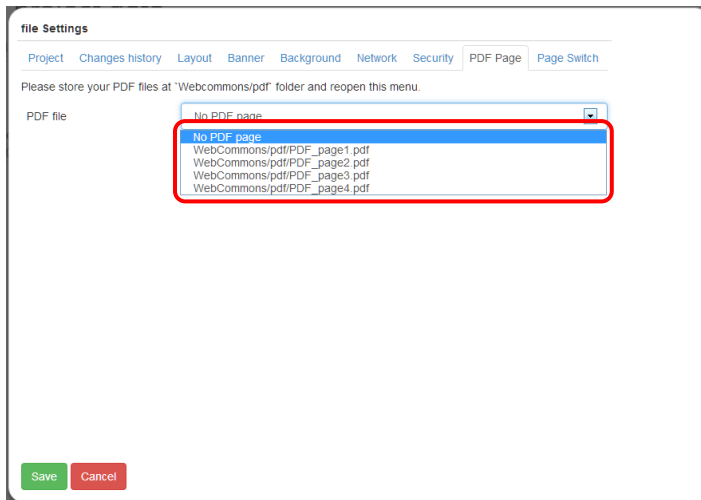 file Settings
Project Changes history Layout Banner Background Network Security PDF Page Page Switch
Please store your PDF files at `Webcommons/pdf` folder and reopen this menu.
PDF file No PDF page
No PDF page
WebCommons/pdf/PDF_page1.pdf
WebCommons/pdf/PDF_page2.pdf
WebCommons/pdf/PDF_page3.pdf
WebCommons/pdf/PDF_page4.pdf
Save Cancel